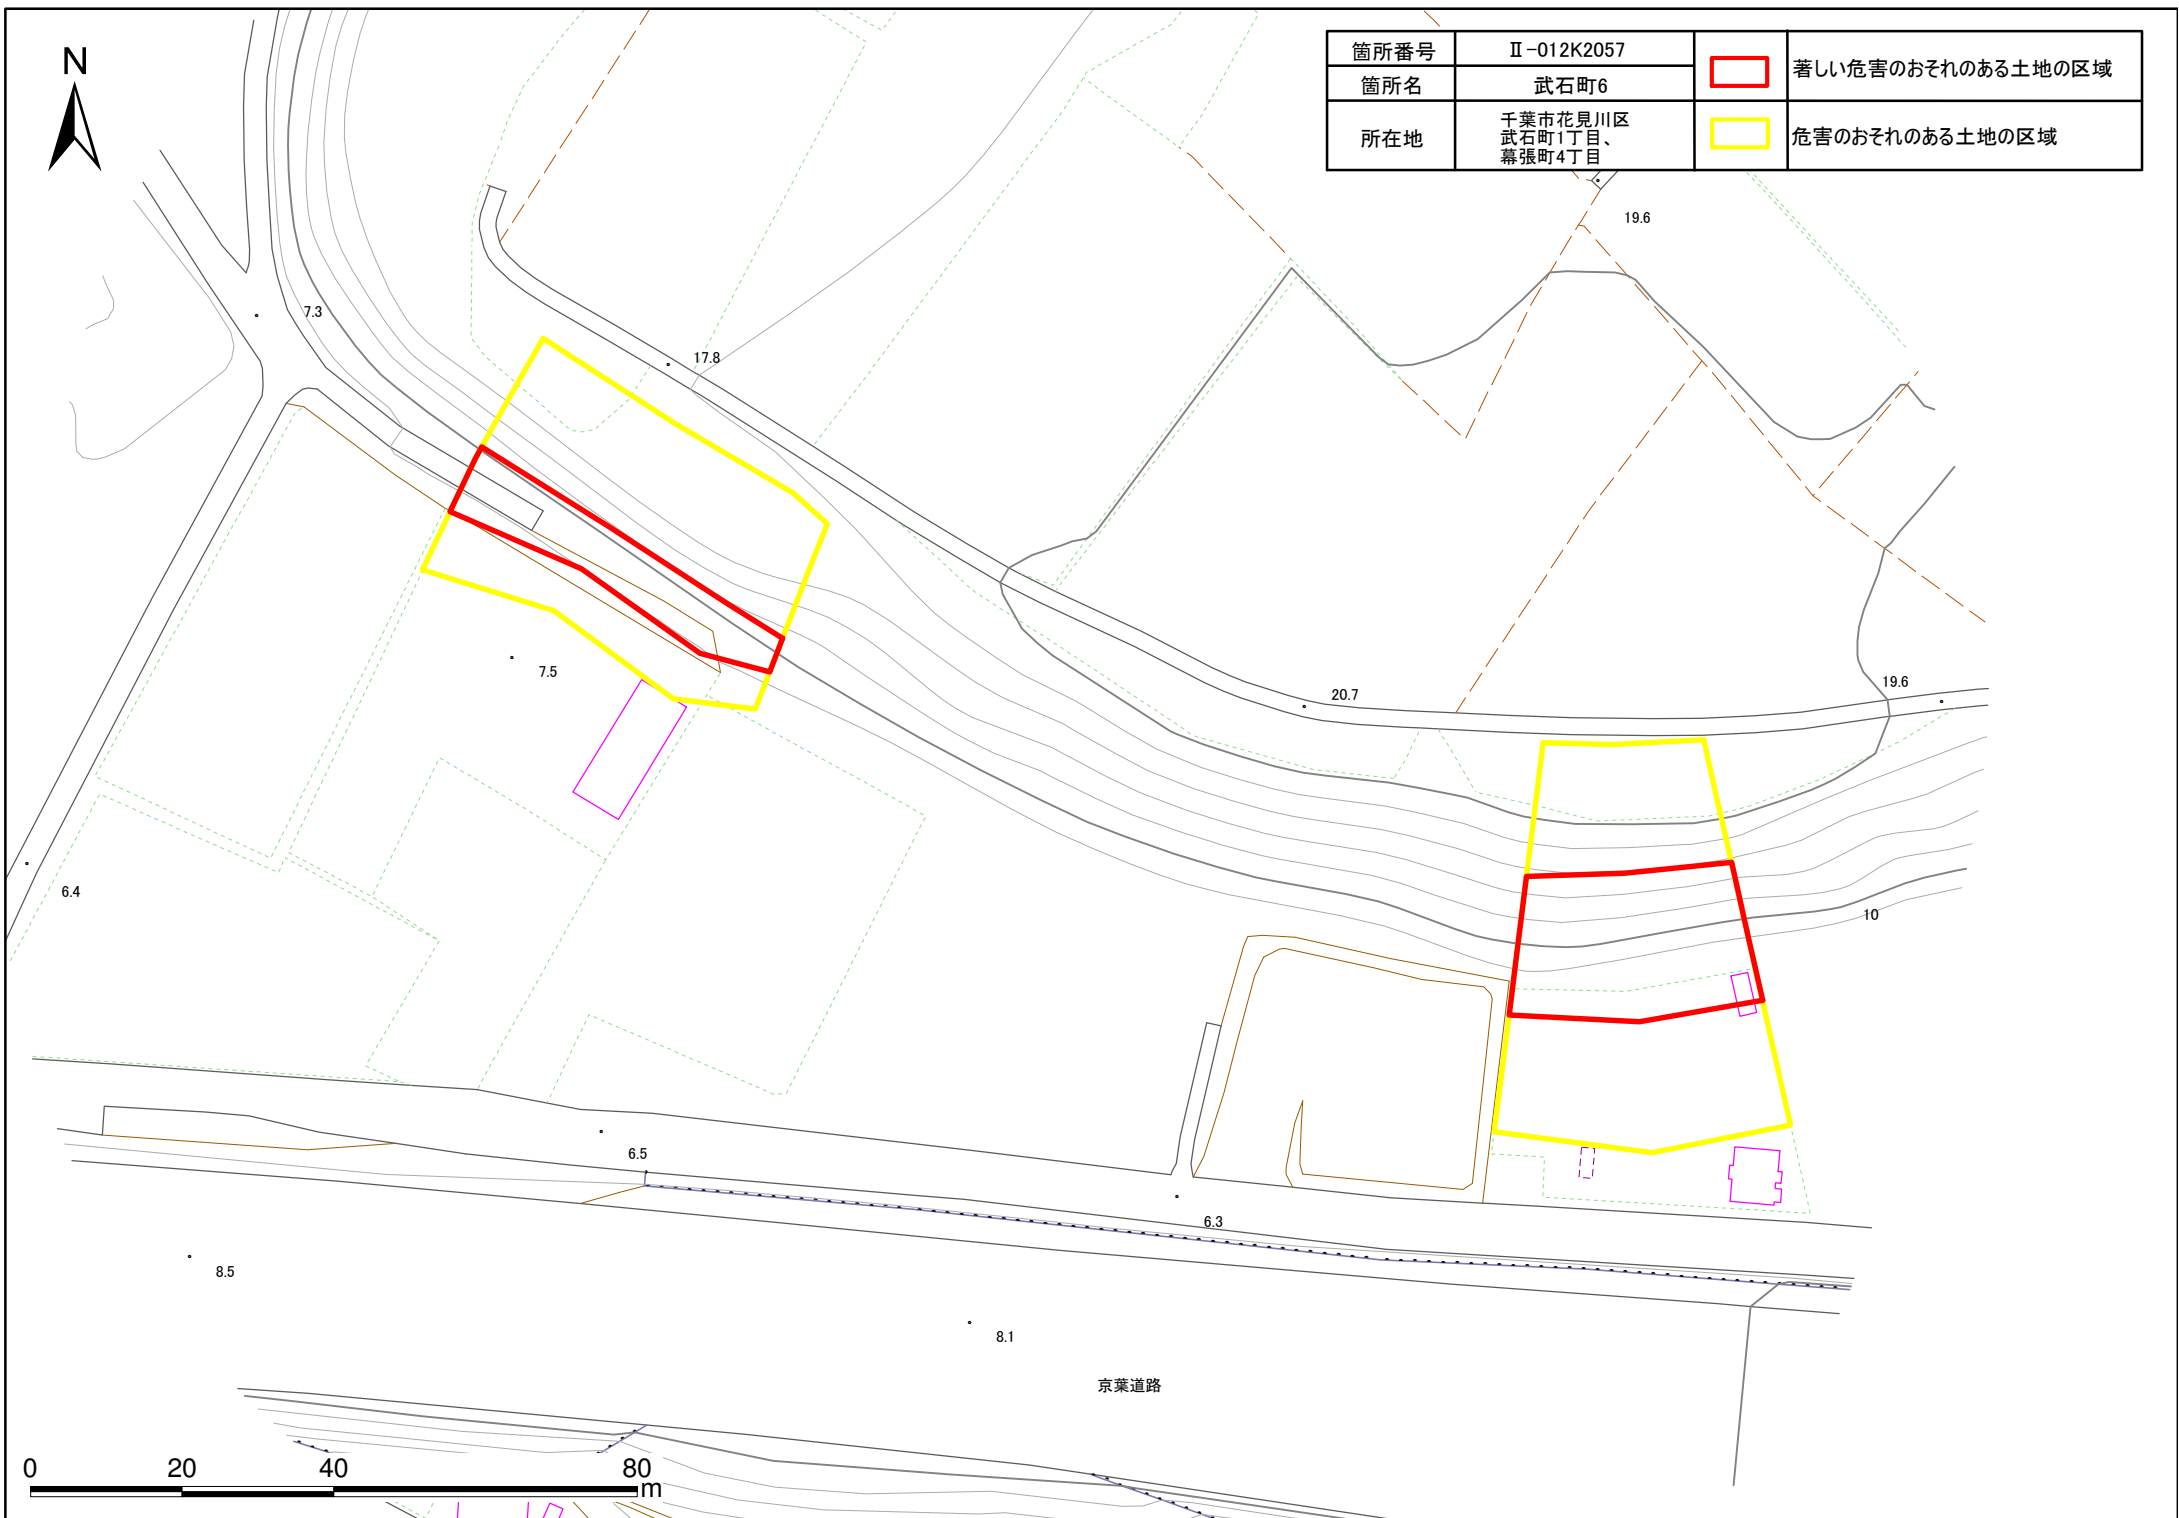 N
箇所番号 Ⅱ-012K2057
箇所名 武石町6
所在地 千葉市花見川区
武石町1丁目、
幕張町4丁目
著しい危害のおそれのある土地の区域
危害のおそれのある土地の区域
19.6
7.3
17.8
7.5
20.7
19.6
6.4
10
6.5
6.3
8.5
8.1
京葉道路
0 20 40 80
m